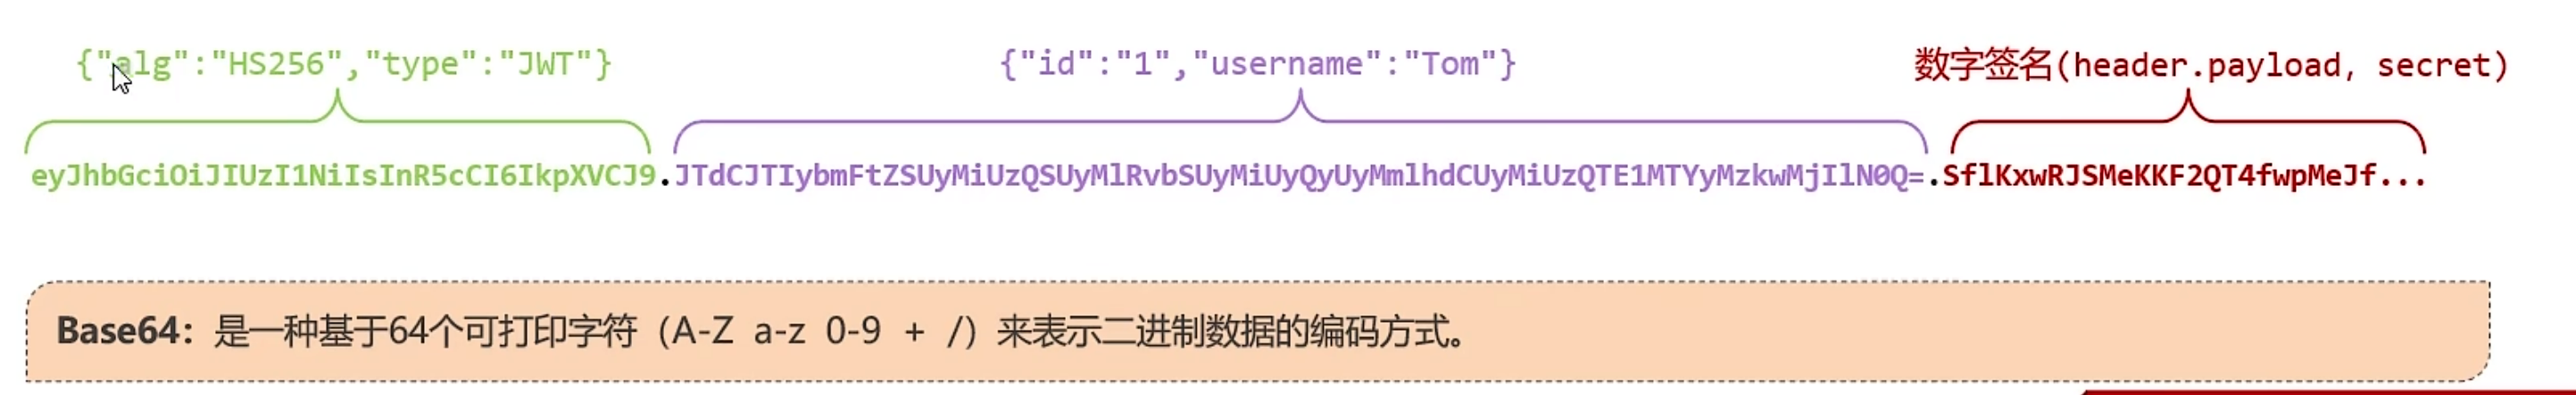 {"alg":"HS256","type":"JWT"} {"id":"1","username":"Tom"} 数字签名(header.payload, secret)
eyJhbGciOiJIUzI1NiIsInR5cCI6IkpXVCJ9.JTdCJTIybmFtZSUyMiUzQSUyMlRvbSUyMiUyQyUyMmlhdCUyMiUzQTE1MTYyMzkwMjIlN0Q=.SflKxwRJSMeKKF2QT4fwpMeJf...
Base64：是一种基于64个可打印字符（A-Z a-z 0-9 + /）来表示二进制数据的编码方式。